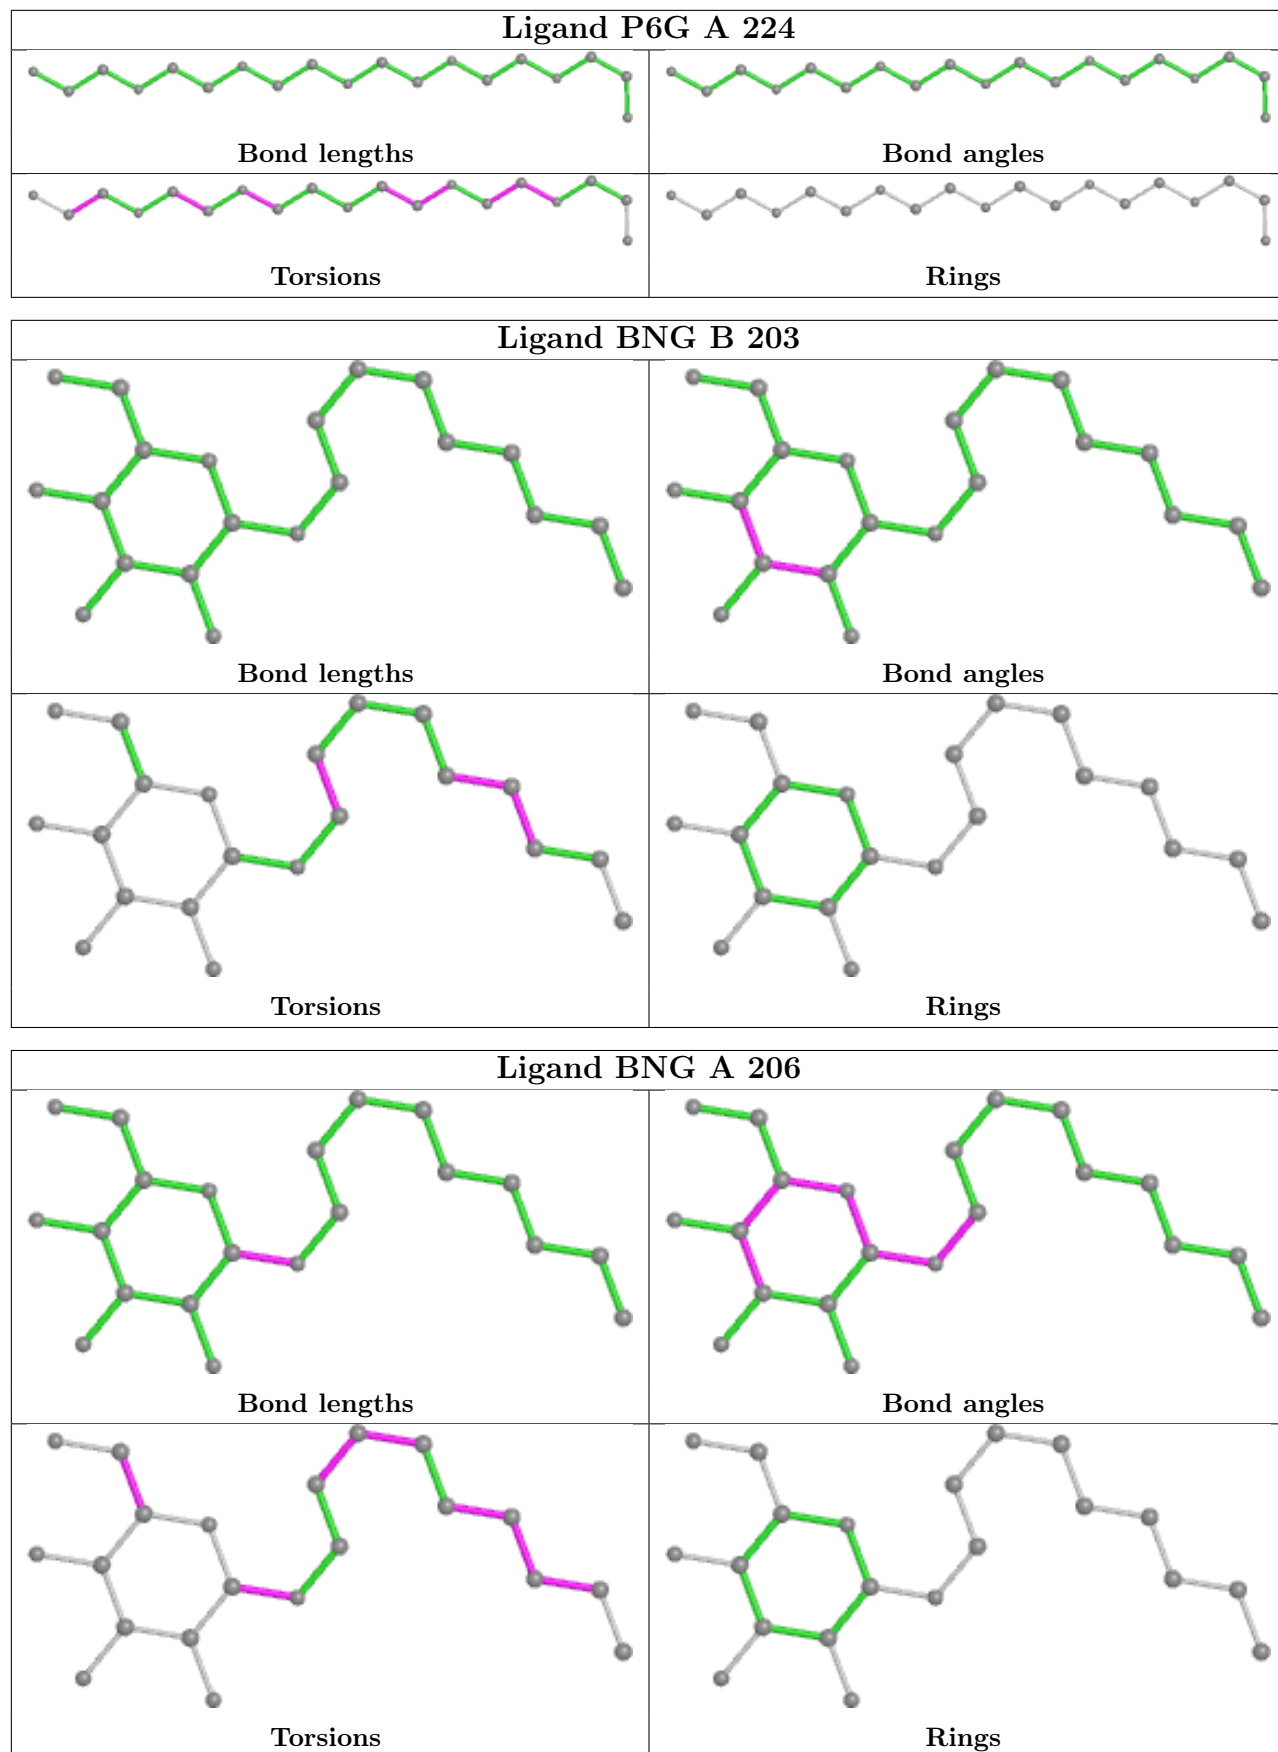 Ligand P6G A 224
Bond lengths
Bond angles
Torsions
Rings
Ligand BNG B 203
Bond lengths
Bond angles
Torsions
Rings
Ligand BNG A 206
Bond lengths
Bond angles
Torsions
Rings